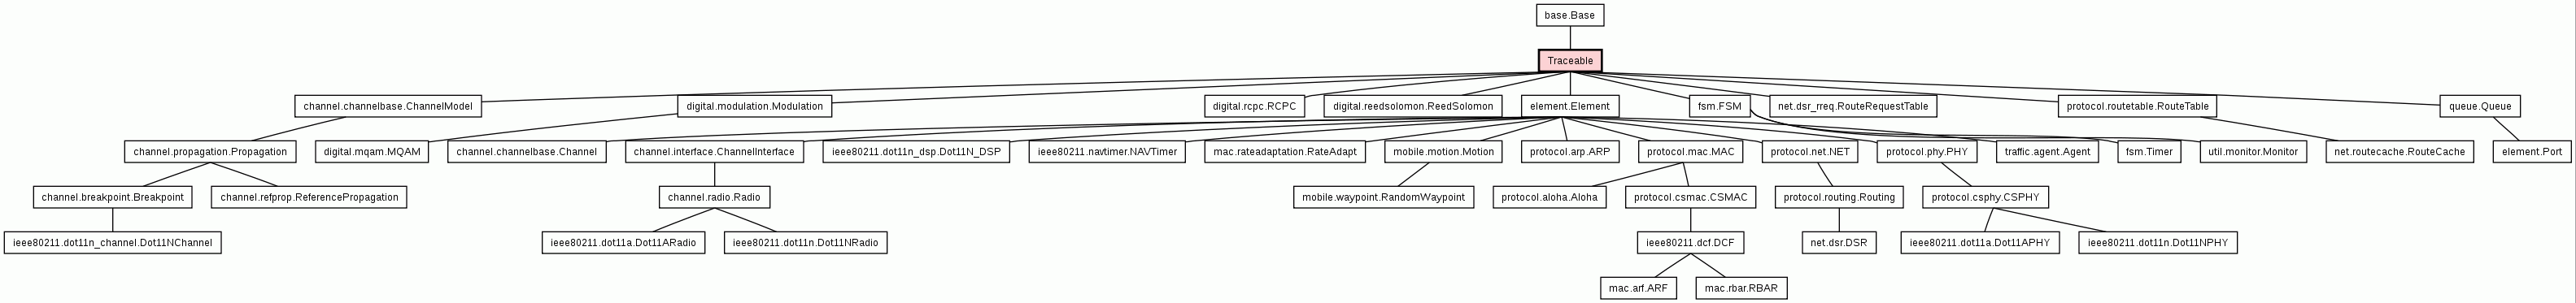 base.Base
Traceable
channel.channelbase.ChannelModel
digital.modulation.Modulation
digital.rcpc.RCPC
digital.reedsolomon.ReedSolomon
element.Element
fsm.FSM
net.dsr_rreq.RouteRequestTable
protocol.routetable.RouteTable
queue.Queue
channel.propagation.Propagation
digital.mqam.MQAM
channel.channelbase.Channel
channel.interface.ChannelInterface
ieee80211.dot11n_dsp.Dot11N_DSP
ieee80211.navtimer.NAVTimer
mac.rateadaptation.RateAdapt
mobile.motion.Motion
protocol.arp.ARP
protocol.mac.MAC
protocol.net.NET
protocol.phy.PHY
traffic.agent.Agent
fsm.Timer
util.monitor.Monitor
net.routecache.RouteCache
element.Port
channel.breakpoint.Breakpoint
channel.refprop.ReferencePropagation
channel.radio.Radio
mobile.waypoint.RandomWaypoint
protocol.aloha.Aloha
protocol.csmac.CSMAC
protocol.routing.Routing
protocol.csphy.CSPHY
ieee80211.dot11n_channel.Dot11NChannel
ieee80211.dot11a.Dot11ARadio
ieee80211.dot11n.Dot11NRadio
ieee80211.dcf.DCF
net.dsr.DSR
ieee80211.dot11a.Dot11APHY
ieee80211.dot11n.Dot11NPHY
mac.arf.ARF
mac.rbar.RBAR